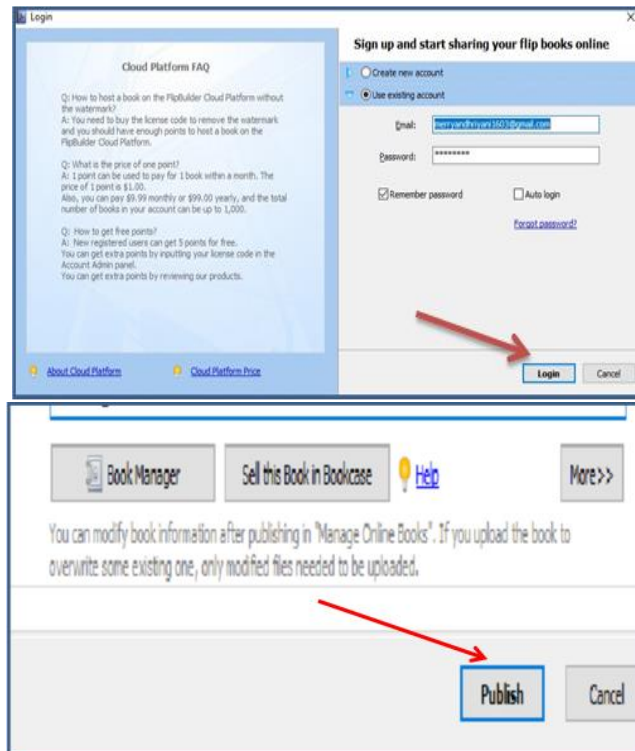 Login
Cloud Platform FAQ
Q: How to host a book on the FlipBuilder Cloud Platform without
the watermark?
A: You need to buy the license code to remove the watermark
and you should have enough points to host a book on the
FlipBuilder Cloud Platform.
Q: What is the price of one point?
A: 1 point can be used to pay for 1 book within a month. The
price of 1 point is $1.00.
Also, you can pay $9.99 monthly or $99.00 yearly, and the total
number of books in your account can be up to 1,000.
Q: How to get free points?
A: New registered users can get 5 points for free.
You can get extra points by inputting your license code in the
Account Admin panel.
You can get extra points by reviewing our products.
About Cloud Platform
Cloud Platform Price
Sign up and start sharing your flip books online
Create new account
Use existing account
Email: merryandhriyani1603@gmail.com
Password: ********
Remember password
Auto login
Forgot password?
Login
Cancel
Book Manager
Sell this Book in Bookcase
Help
More>>
You can modify book information after publishing in "Manage Online Books". If you upload the book to
overwrite some existing one, only modified files needed to be uploaded.
Publish
Cancel